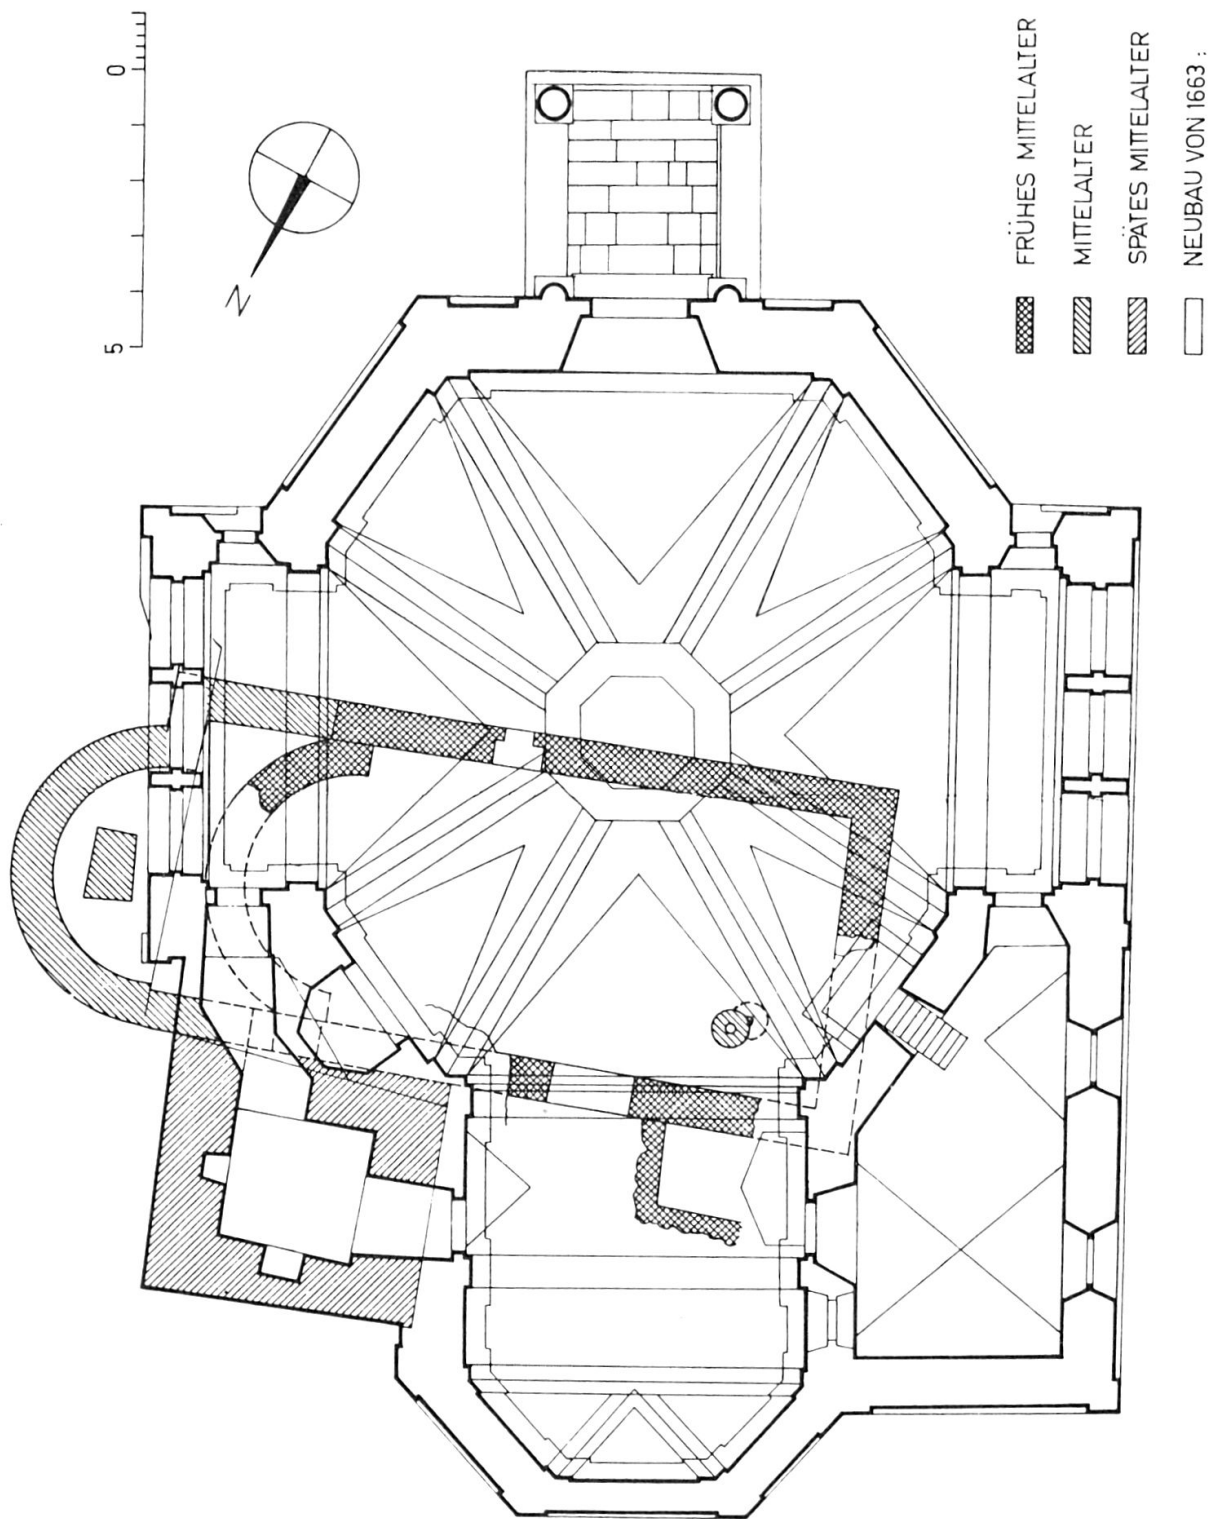 0
5
N
FRÜHES MITTELALTER
MITTELALTER
SPÄTES MITTELALTER
NEUBAU VON 1663 :